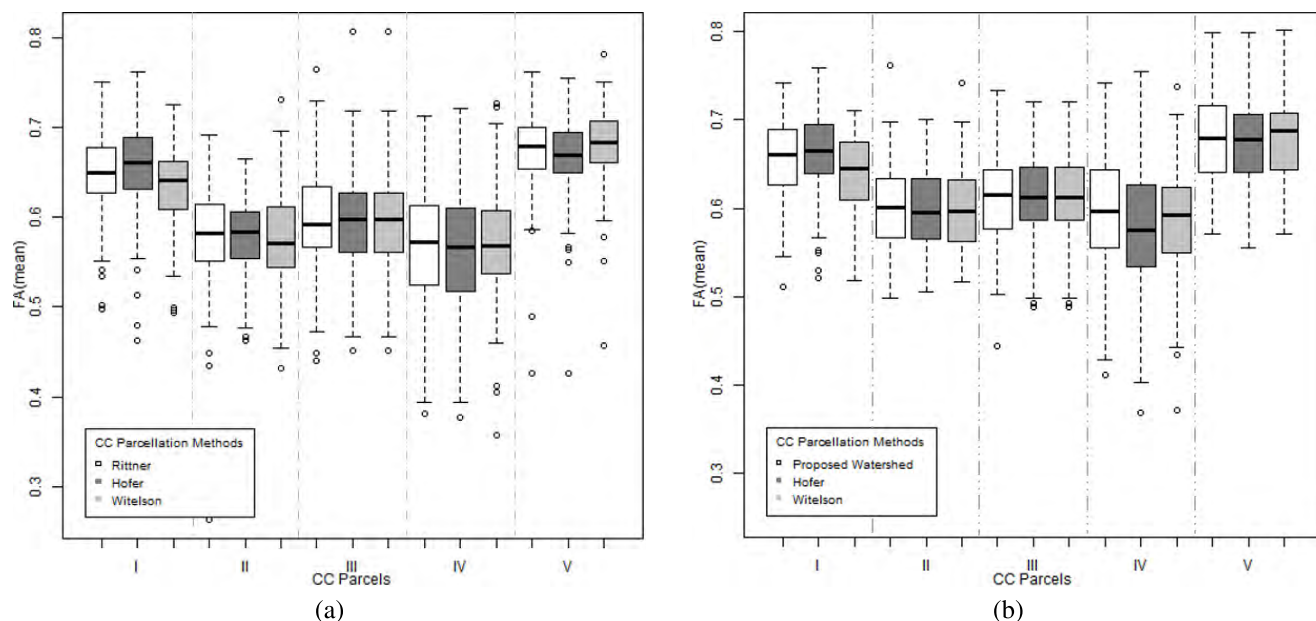 0.8
0.7
0.6
0.5
0.4
0.3
FA(mean)
CC Parcellation Methods
Rittner
Hofer
Witelson
I II III IV V
CC Parcels
(a)
0.8
0.7
0.6
0.5
0.4
0.3
FA(mean)
CC Parcellation Methods
Proposed Watershed
Hofer
Witelson
I II III IV V
CC Parcels
(b)